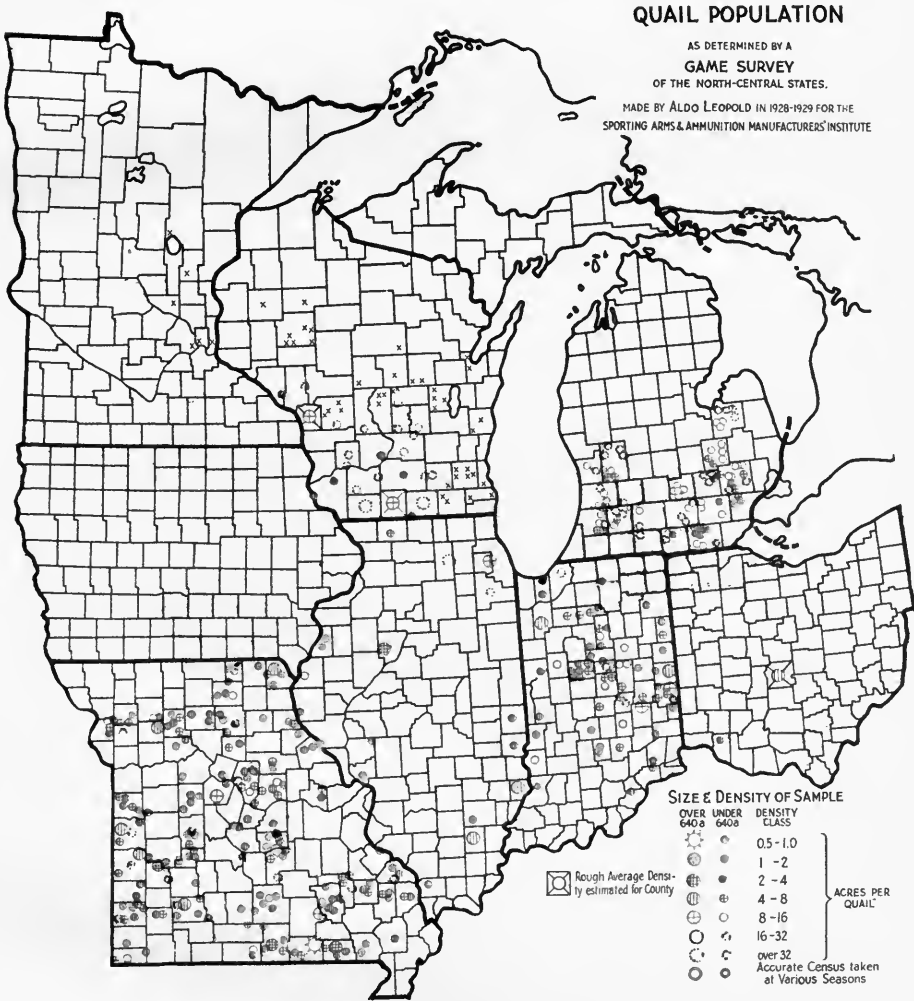 QUAIL POPULATION
AS DETERMINED BY A
GAME SURVEY
OF THE NORTH-CENTRAL STATES.
MADE BY ALDO LEOPOLD IN 1928-1929 FOR THE
SPORTING ARMS & AMMUNITION MANUFACTURERS' INSTITUTE
SIZE & DENSITY OF SAMPLE
OVER 640a UNDER 640a DENSITY CLASS
0.5-1.0
1-2
2-4
4-8
8-16
16-32
over 32
ACRES PER
QUAIL
Accurate Census taken
at Various Seasons
Rough Average Densi-
ty estimated for County